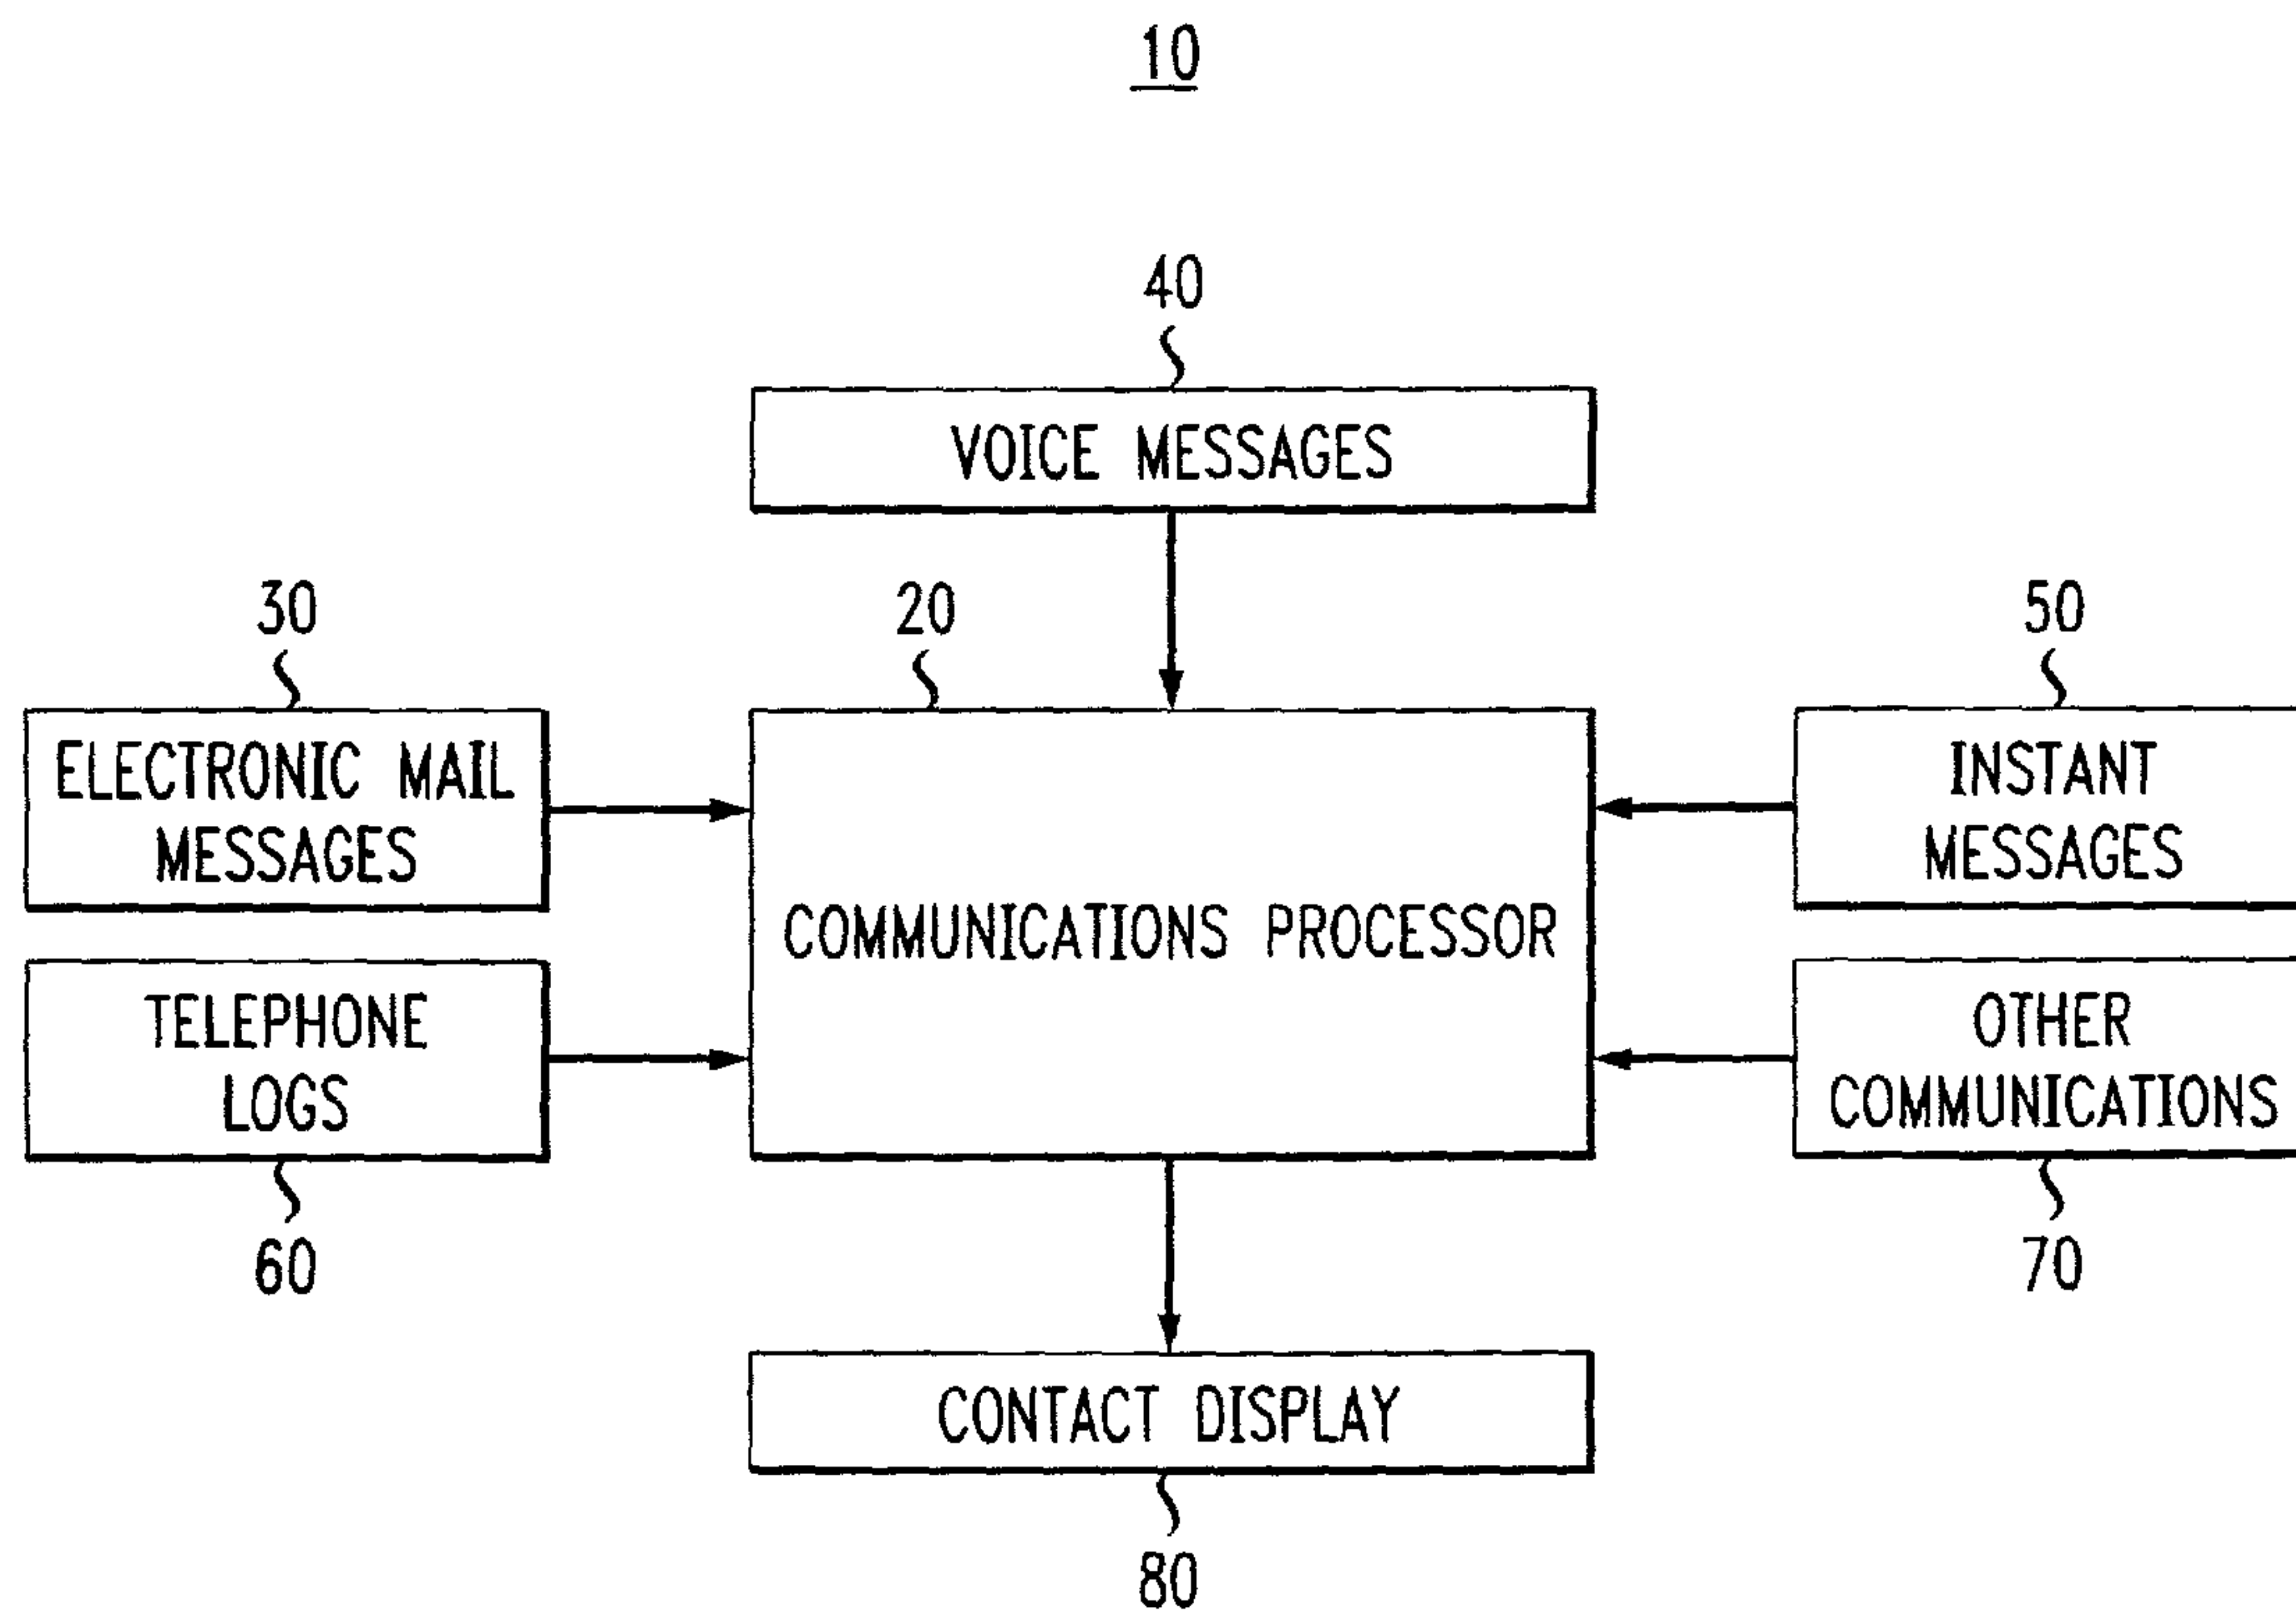 10
40
VOICE MESSAGES
30
20
50
ELECTRONIC MAIL
MESSAGES
INSTANT
MESSAGES
COMMUNICATIONS PROCESSOR
TELEPHONE
LOGS
OTHER
COMMUNICATIONS
60
70
CONTACT DISPLAY
80